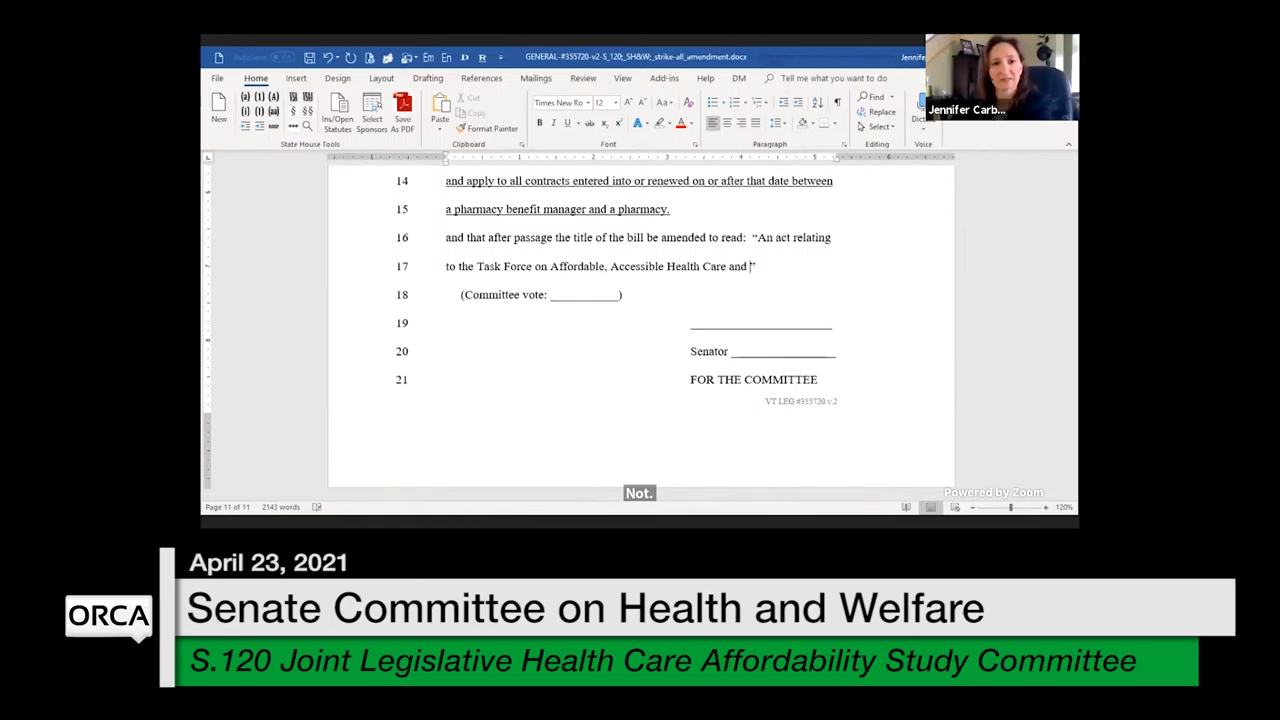 AutoSave
GENERAL-#355720-v2-S_120;_SH&W;_strike-all_amendment.docx
Jennife
File Home Insert Design Draw Layout References Mailings Review View Add-ins Help DM Tell me what you want to do
New
Ins/Open Statutes
Select Sponsors
Save As PDF
State House Tools
Paste
Cut
Copy
Format Painter
Clipboard
Times New Ro 12
Font
Paragraph
Find
Replace
Select
Editing
Dict
Voice
Jennifer Carb...
14 and apply to all contracts entered into or renewed on or after that date between
15 a pharmacy benefit manager and a pharmacy.
16 and that after passage the title of the bill be amended to read: “An act relating
17 to the Task Force on Affordable, Accessible Health Care and ”
18 (Committee vote: ___________)
19
20 Senator
21 FOR THE COMMITTEE
VT LEG #355720 v.2
Not.
Powered by Zoom
Page 11 of 11 2143 words
120%
April 23, 2021
ORCA
Senate Committee on Health and Welfare
S.120 Joint Legislative Health Care Affordability Study Committee